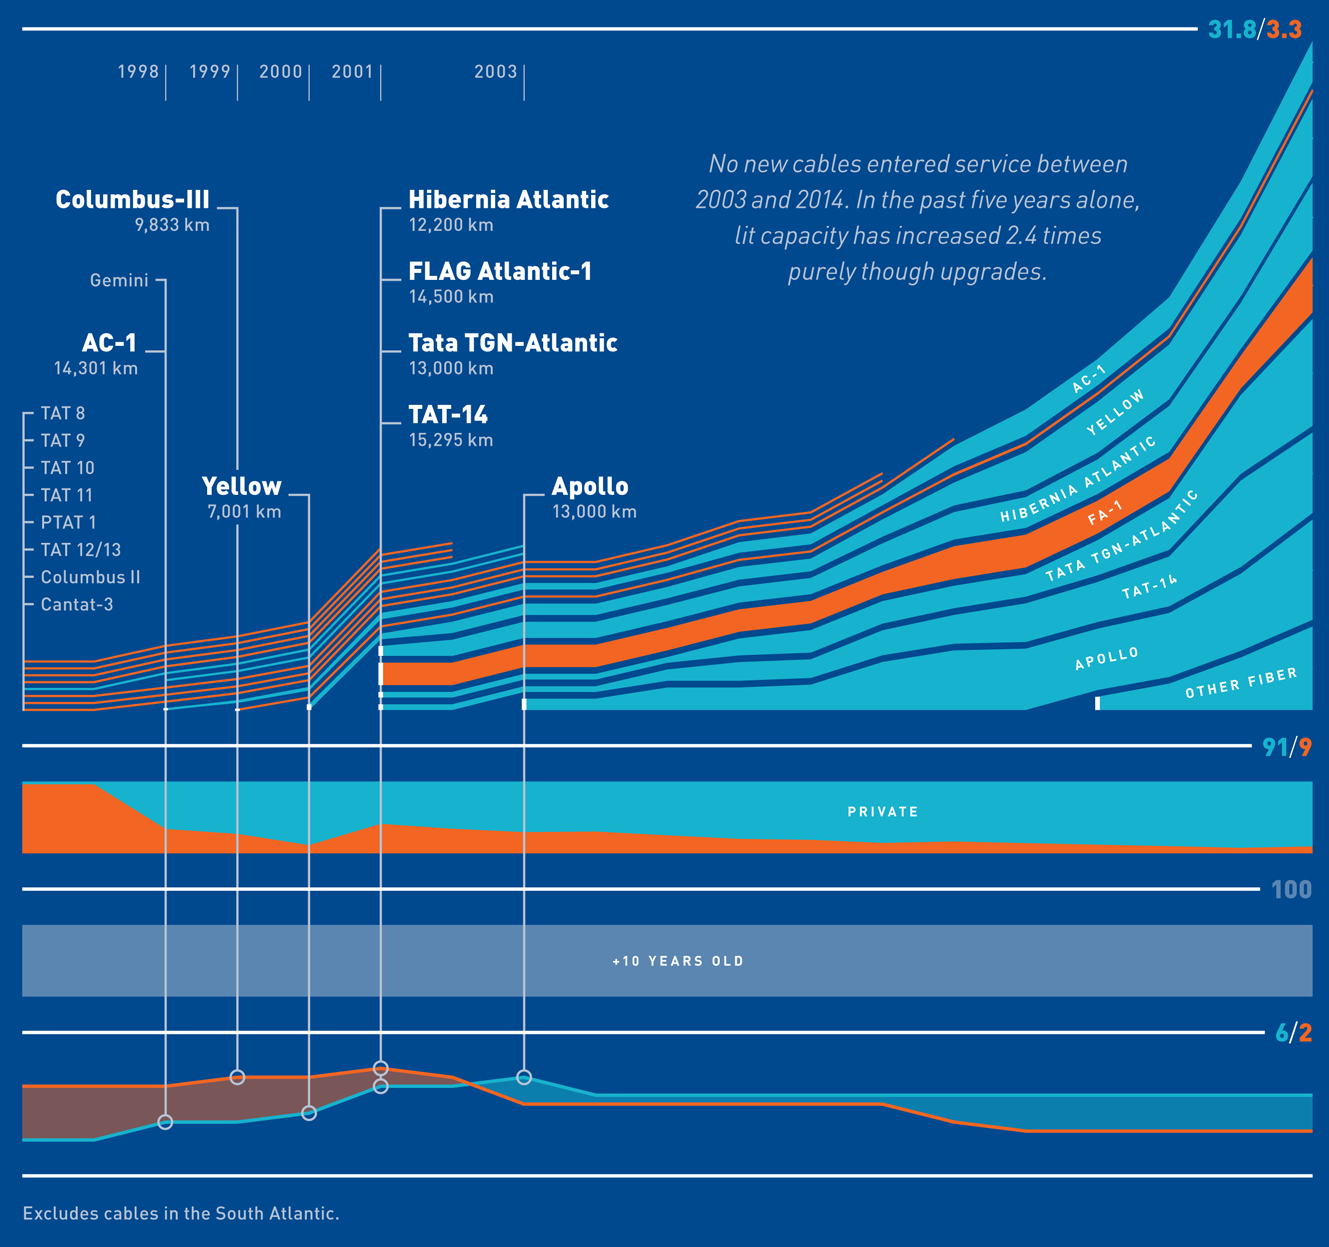 31.8/3.3
1998
1999
2000
2001
2003
No new cables entered service between
2003 and 2014. In the past five years alone,
lit capacity has increased 2.4 times
purely though upgrades.
Columbus-III
9,833 km
Gemini
AC-1
14,301 km
TAT 8
TAT 9
TAT 10
TAT 11
PTAT 1
TAT 12/13
Columbus II
Cantat-3
Yellow
7,001 km
Hibernia Atlantic
12,200 km
FLAG Atlantic-1
14,500 km
Tata TGN-Atlantic
13,000 km
TAT-14
15,295 km
Apollo
13,000 km
AC-1
YELLOW
HIBERNIA ATLANTIC
FA-1
TATA TGN-ATLANTIC
TAT-14
APOLLO
OTHER FIBER
91/9
PRIVATE
100
+10 YEARS OLD
6/2
Excludes cables in the South Atlantic.